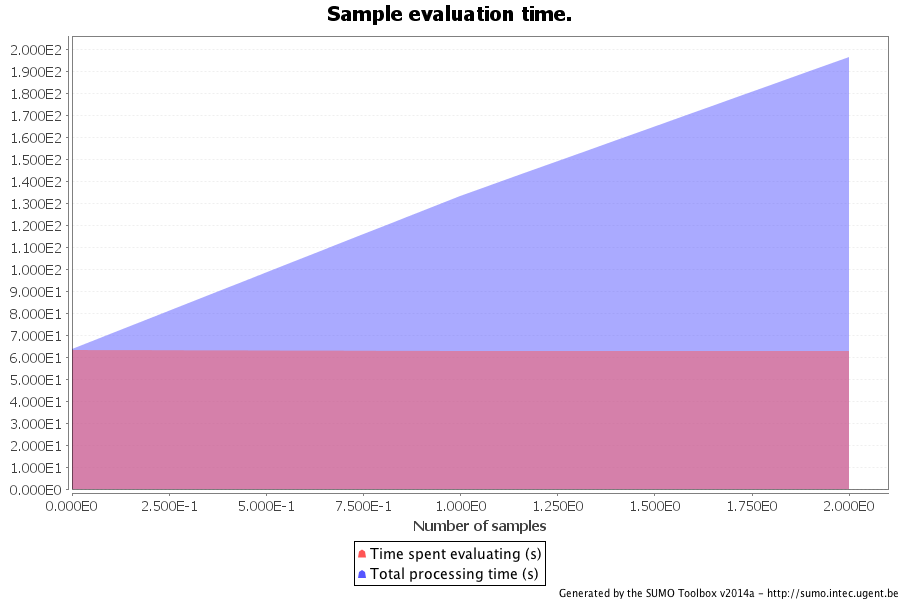 Sample evaluation time.
2.000E2
1.900E2
1.800E2
1.700E2
1.600E2
1.500E2
1.400E2
1.300E2
1.200E2
1.100E2
1.000E2
9.000E1
8.000E1
7.000E1
6.000E1
5.000E1
4.000E1
3.000E1
2.000E1
1.000E1
0.000E0
0.000E0 2.500E-1 5.000E-1 7.500E-1 1.000E0 1.250E0 1.500E0 1.750E0 2.000E0
Number of samples
Time spent evaluating (s)
Total processing time (s)
Generated by the SUMO Toolbox v2014a - http://sumo.intec.ugent.be